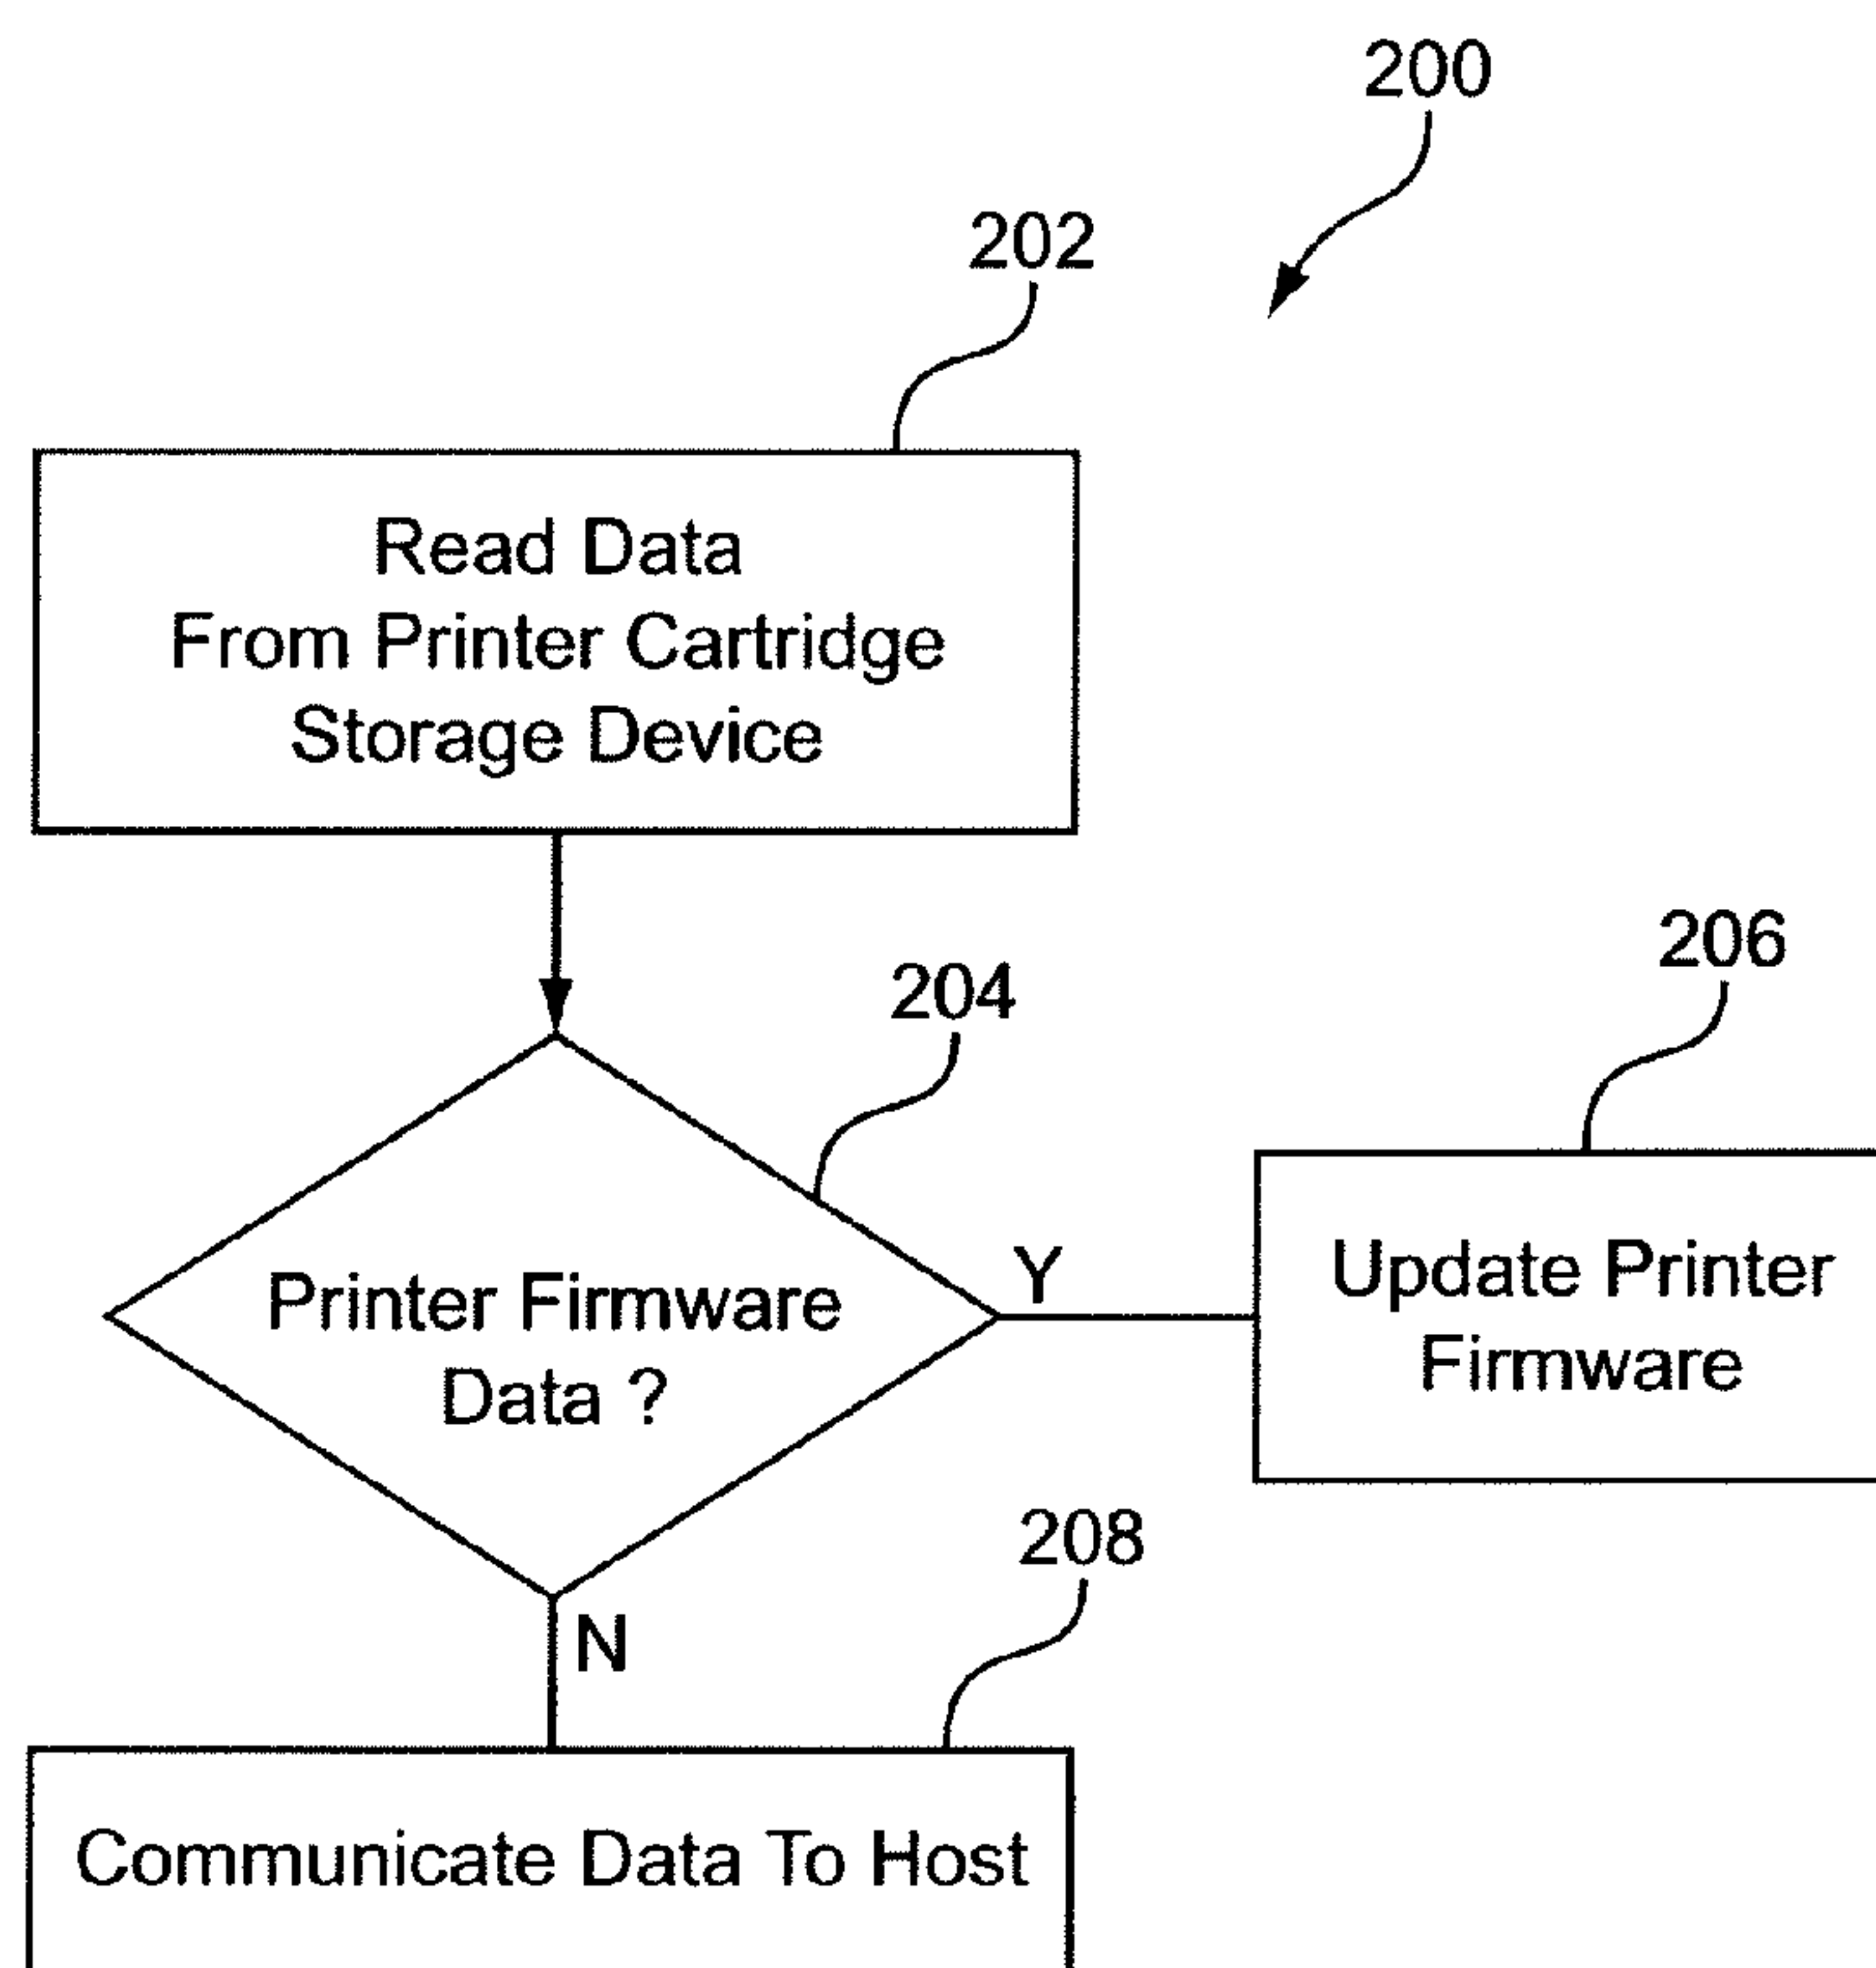 200
202
Read Data
From Printer Cartridge
Storage Device
204
206
Printer Firmware
Data ?
Y
Update Printer
Firmware
N
208
Communicate Data To Host